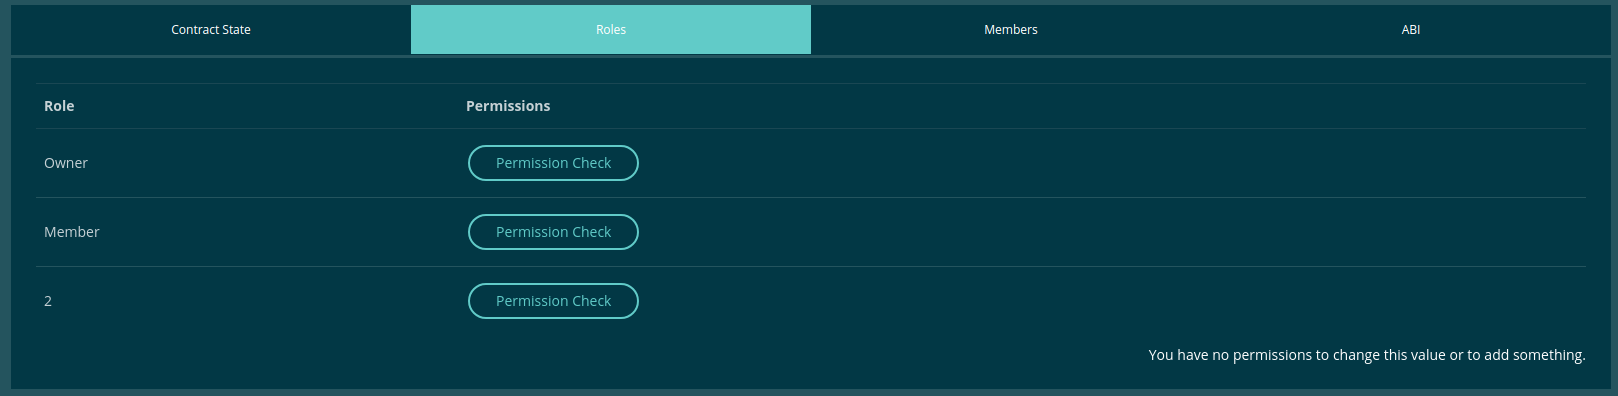 Contract State Roles Members ABI
Role Permissions
Owner Permission Check
Member Permission Check
2 Permission Check
You have no permissions to change this value or to add something.